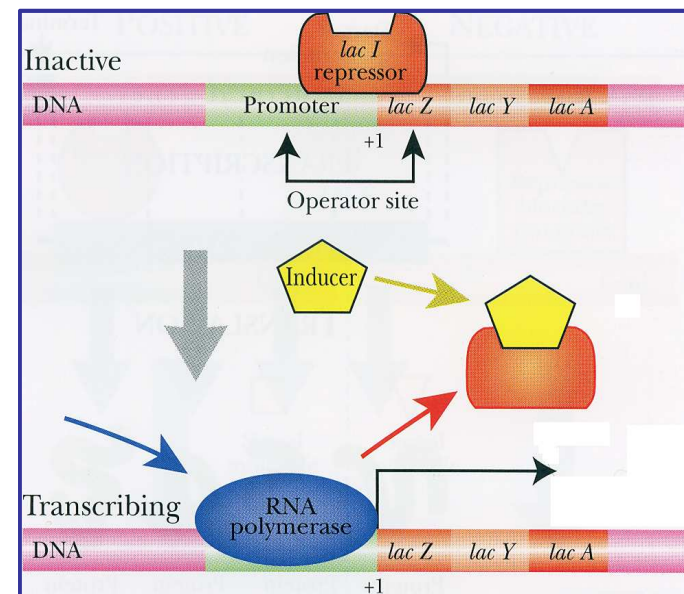 lac I
repressor
Inactive
DNA Promoter lac Z lac Y lac A
+1
Operator site
Inducer
Transcribing
RNA
polymerase
DNA lac Z lac Y lac A
+1